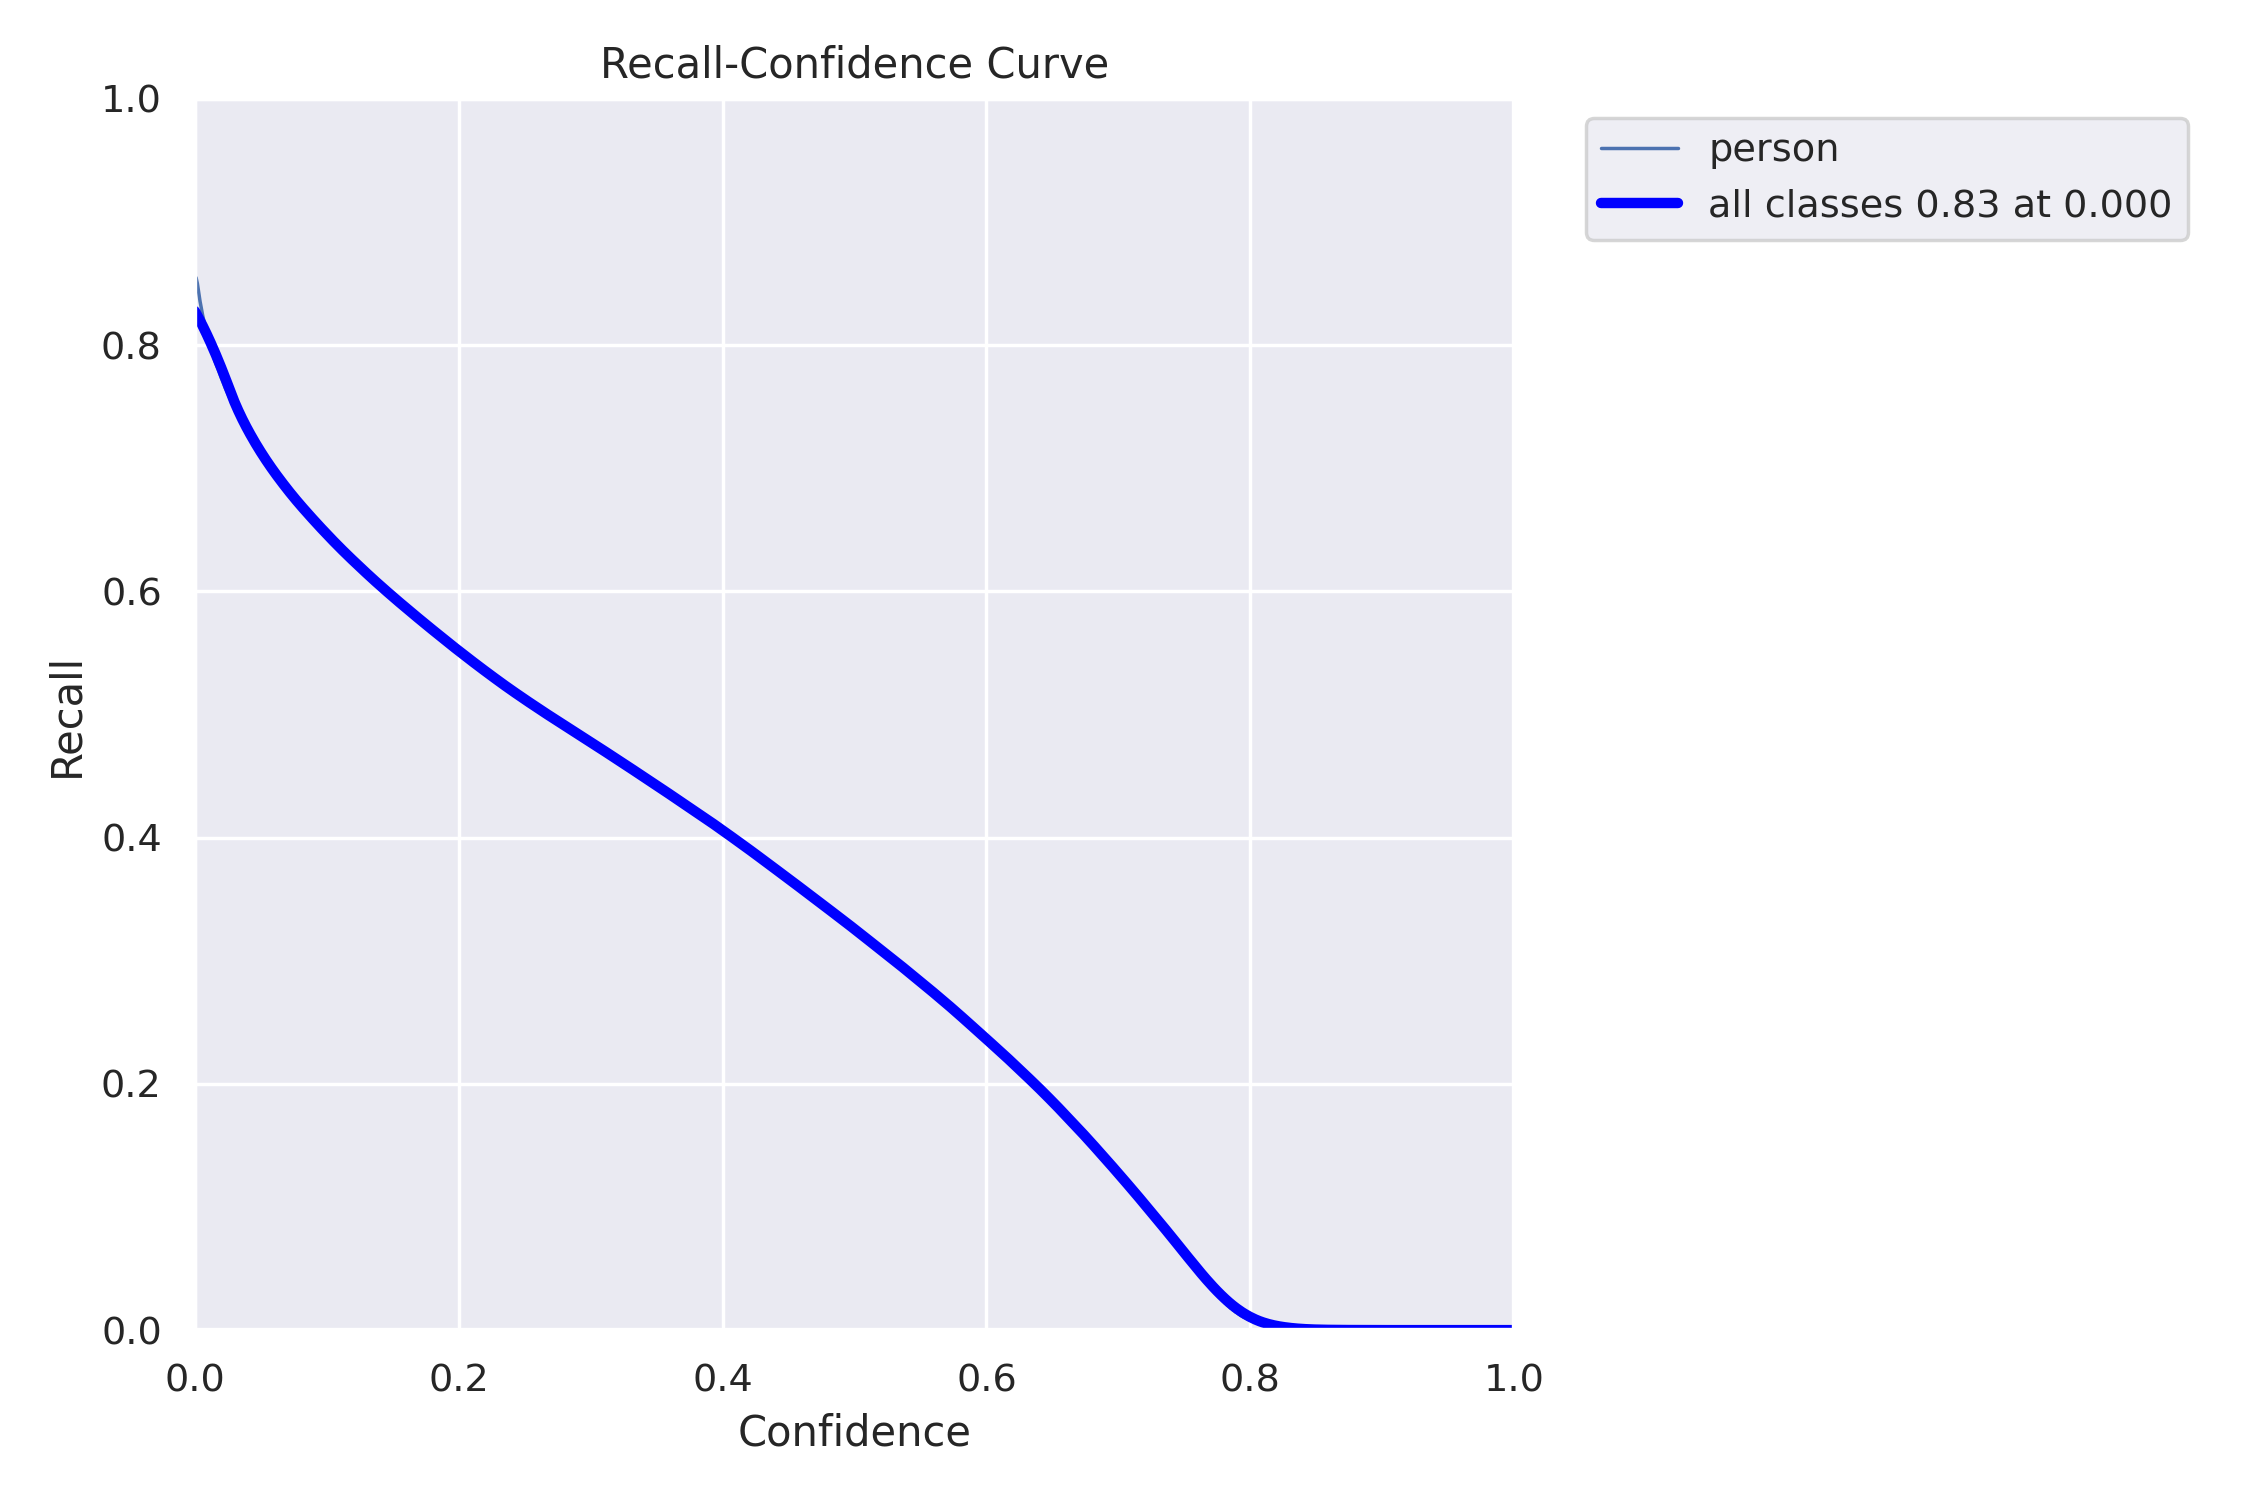 Recall-Confidence Curve
1.0
0.8
0.6
0.4
0.2
0.0
Recall
0.0 0.2 0.4 0.6 0.8 1.0
Confidence
person
all classes 0.83 at 0.000